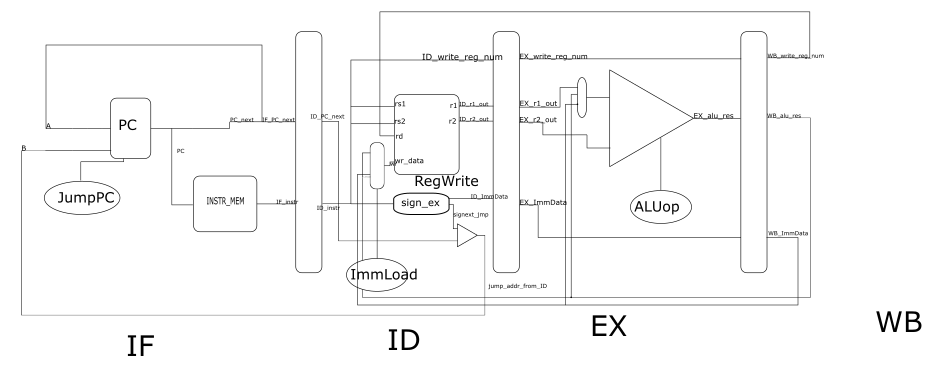 ID_write_reg_num
EX_write_reg_num
WB_write_reg_num
A
PC
PC_next
IF_PC_next
ID_PC_next
rs1
r1
ID_r1_out
EX_r1_out
rs2
r2
ID_r2_out
EX_r2_out
EX_alu_res
WB_alu_res
rd
B
PC
wr_data
RegWrite
JumpPC
INSTR_MEM
IF_instr
ID_instr
sign_ex
ID_ImmData
EX_ImmData
ALUop
signext_jmp
WB_ImmData
ImmLoad
jump_addr_from_ID
IF
ID
EX
WB